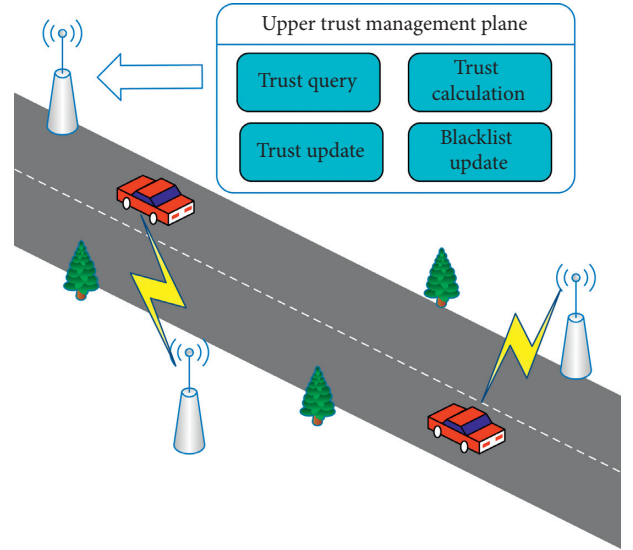 Upper trust management plane
Trust query
Trust
calculation
Trust update
Blacklist
update